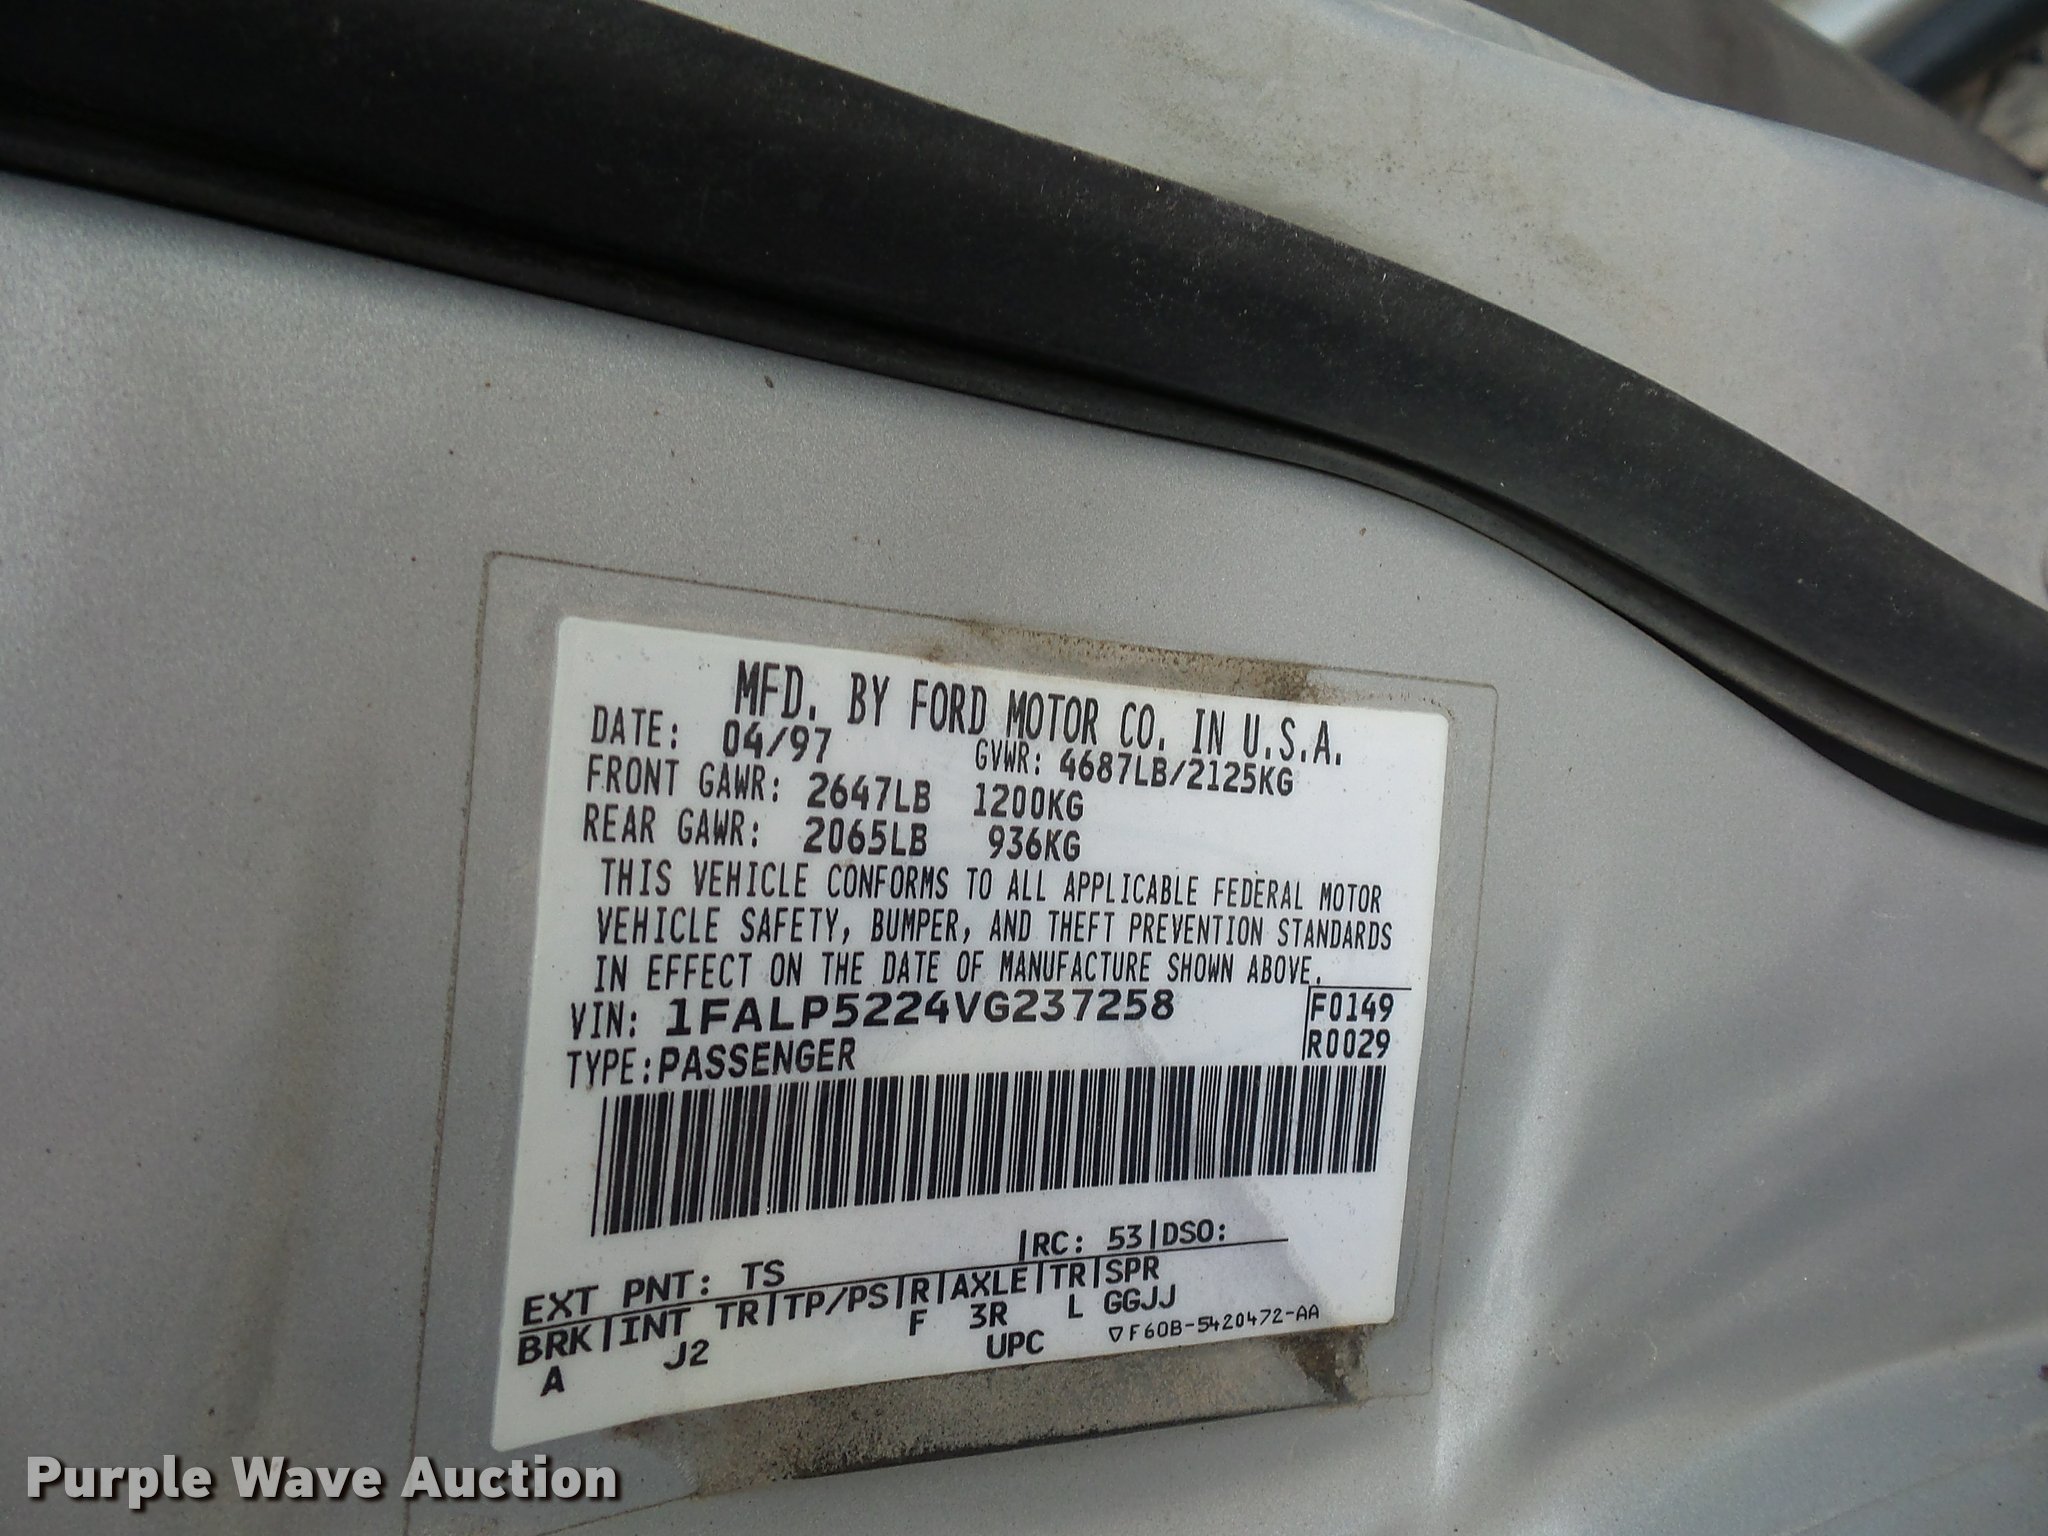 MFD. BY FORD MOTOR CO. IN U.S.A.
DATE: 04/97 GVWR: 4687LB/2125KG
FRONT GAWR: 2647LB 1200KG
REAR GAWR: 2065LB 936KG
THIS VEHICLE CONFORMS TO ALL APPLICABLE FEDERAL MOTOR
VEHICLE SAFETY, BUMPER, AND THEFT PREVENTION STANDARDS
IN EFFECT ON THE DATE OF MANUFACTURE SHOWN ABOVE.
VIN: 1FALP5224VG237258 F0149
TYPE: PASSENGER R0029
EXT PNT: TS |RC: 53|DSO:
BRK|INT TR|TP/PS|R|AXLE|TR|SPR
A J2 F 3R L GGJJ
UPC ▽F60B-5420472-AA
Purple Wave Auction